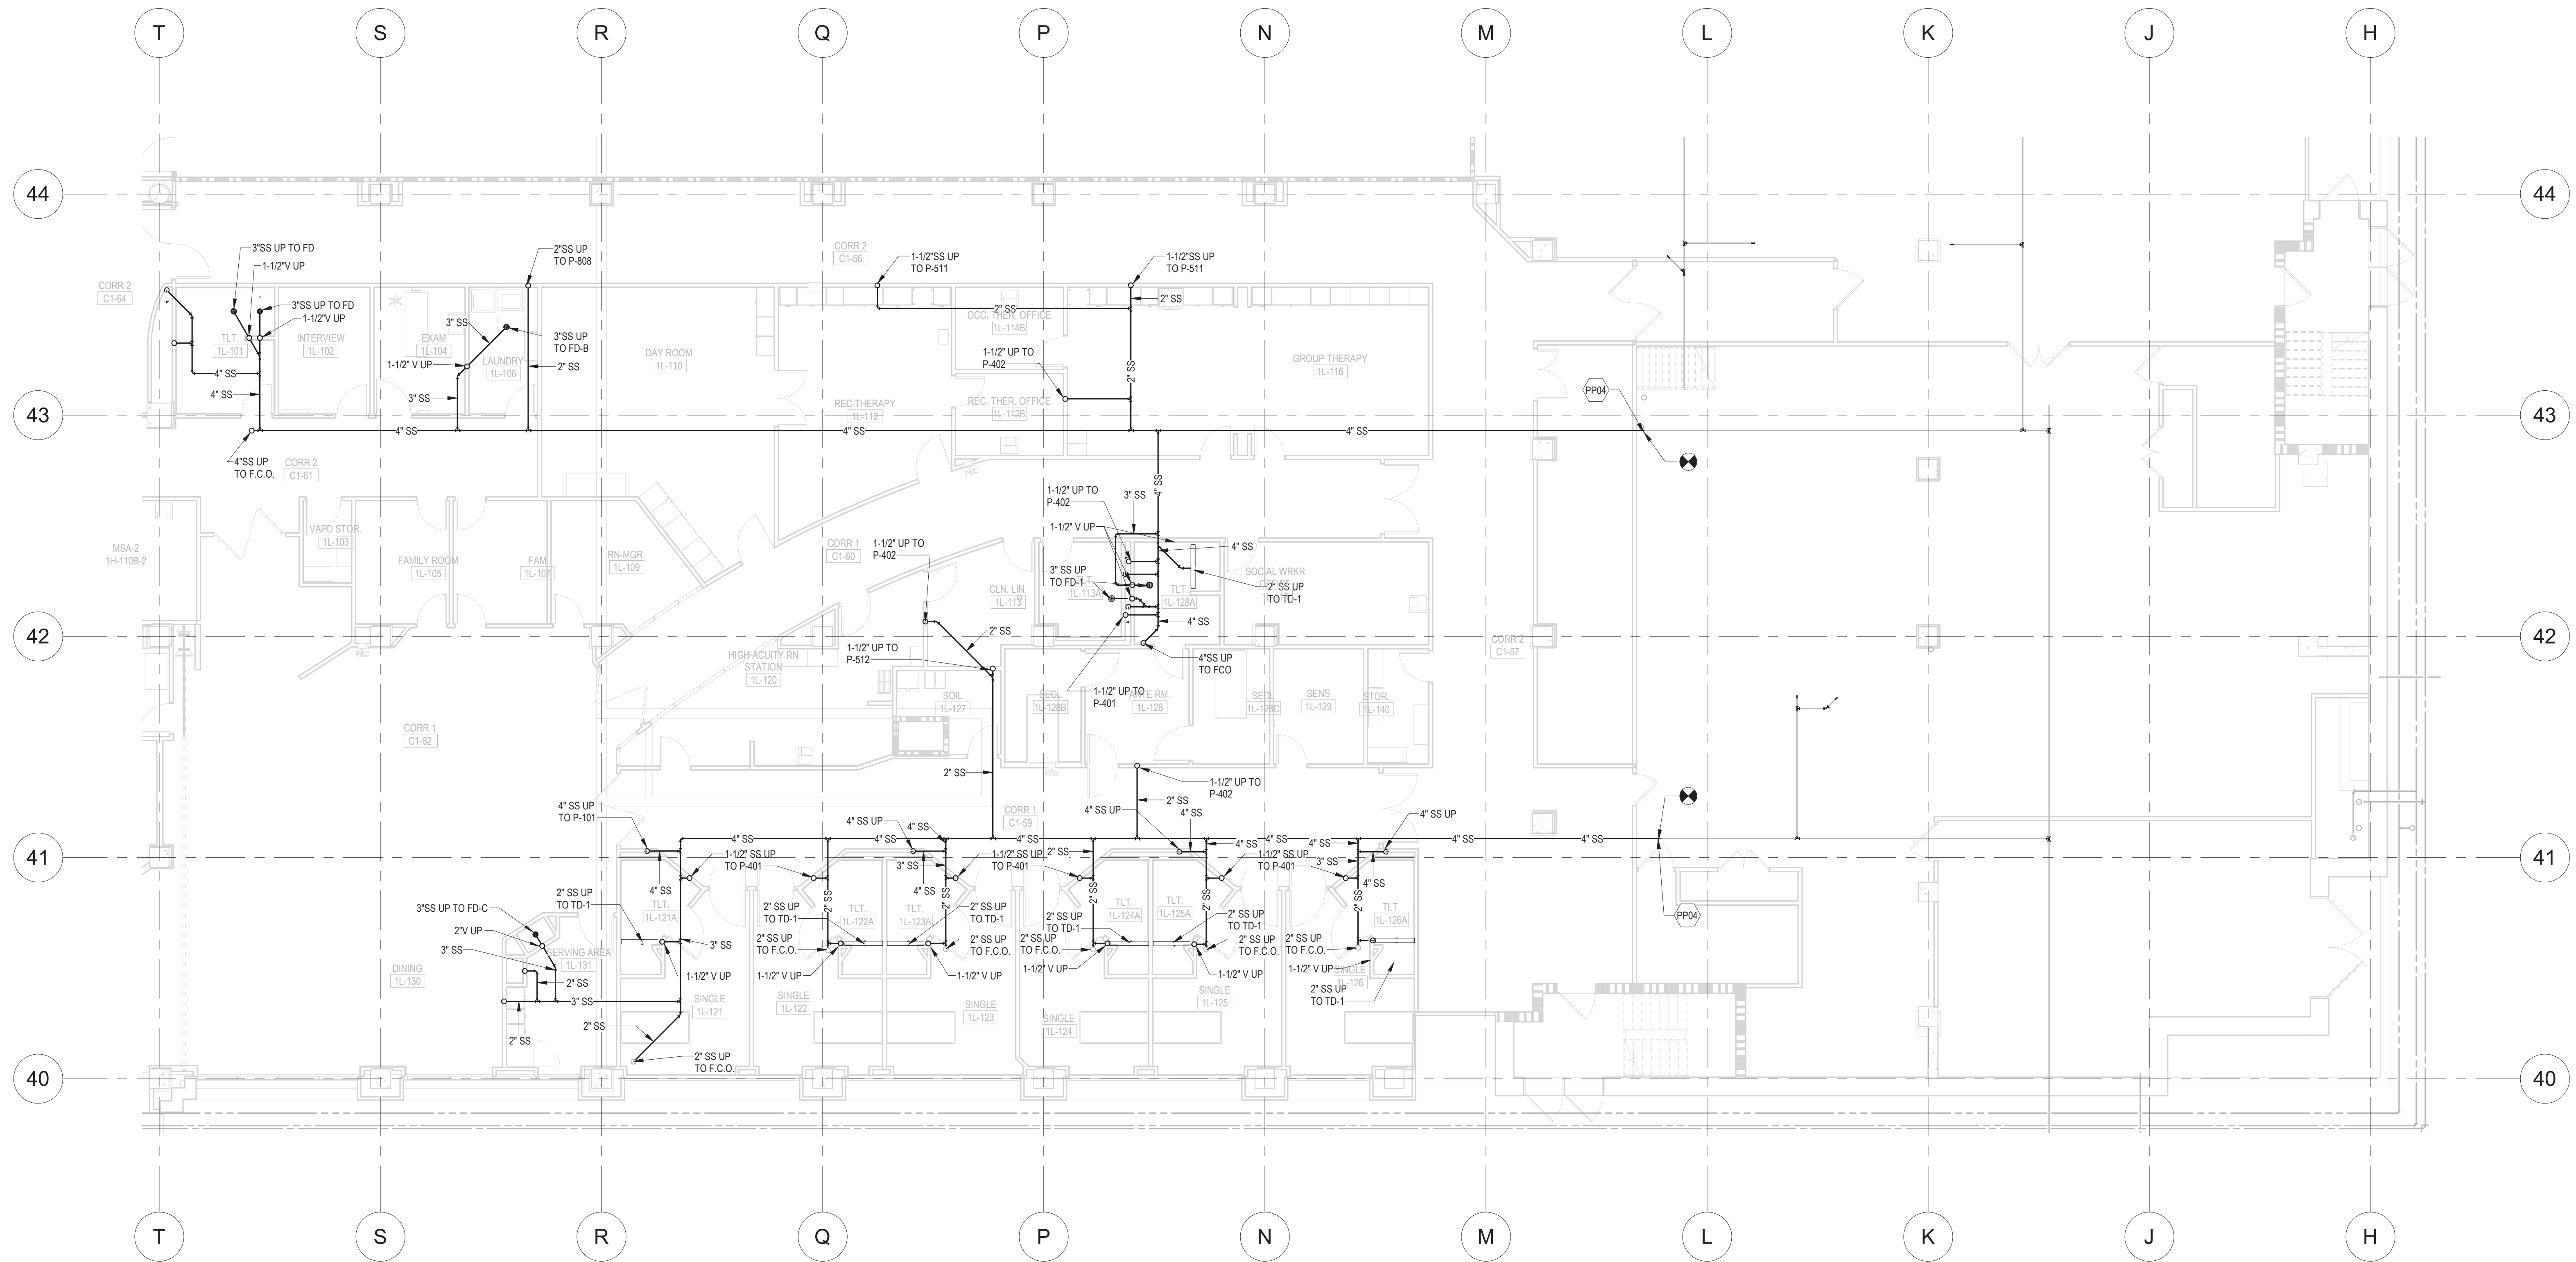 T S R Q P N M L K J H
44 44
CORR 2
C1-56
3"SS UP TO FD
1-1/2"V UP
2"SS UP
TO P-808
1-1/2"SS UP
TO P-511
1-1/2"SS UP
TO P-511
CORR 2
C1-64
3"SS UP TO FD
1-1/2"V UP
2" SS
2" SS
OCC. THER. OFFICE
1L-114B
3" SS
TLT.
1L-101
INTERVIEW
1L-102
EXAM
1L-104
3"SS UP
TO FD-B
LAUNDRY
1L-106
DAY ROOM
1L-110
1-1/2" UP TO
P-402
GROUP THERAPY
1L-116
1-1/2" V UP
2" SS
2" SS
4" SS
4" SS
3" SS
REC THERAPY
1L-112
REC. THER. OFFICE
1L-112B
PP04
43 43
4" SS
4" SS
4" SS
4"SS UP
TO F.C.O.
CORR 2
C1-61
FEC
4" SS
1-1/2" UP TO
P-402
3" SS
VAPD STOR.
1L-103
1-1/2" V UP
MSA-2
1H-110B-2
FAMILY ROOM
1L-105
FAM.
1L-107
RN-MGR.
1L-109
CORR 1
C1-60
1-1/2" UP TO
P-402
4" SS
3" SS UP
TO FD-1
1L-113A
CLN. LIN.
1L-113
TLT.
1L-128A
SOCIAL WRKR
2" SS UP
TO TD-1
4" SS
42 42
FEC
2" SS
1-1/2" UP TO
P-512
HIGH ACUITY RN
STATION
1L-120
4"SS UP
TO FCO
CORR 2
C1-57
1-1/2" UP TO
P-401
SOIL
1L-127
SECL
1L-128B
ANTE RM.
1L-128
SECL
1L-128C
SENS
1L-129
STOR.
1L-140
CORR 1
C1-62
2" SS
FEC
1-1/2" UP TO
P-402
2" SS
4" SS UP
TO P-101
4" SS UP
CORR 1
C1-59
4" SS UP
4" SS
4" SS UP
4" SS
4" SS 4" SS 4" SS 4" SS 4" SS 4" SS 4" SS
4" SS
4" SS
41 41
2" SS
1-1/2" SS UP
TO P-401
3" SS
1-1/2" SS UP
TO P-401
1-1/2" SS UP
TO P-401
3" SS
4" SS
4" SS
4" SS
2" SS UP
TO TD-1
TLT.
1L-121A
2" SS
TLT.
1L-122A
TLT.
1L-123A
2" SS
TLT.
1L-124A
TLT.
1L-125A
2" SS
2" SS
TLT.
1L-126A
3"SS UP TO FD-C
2"V UP
3" SS
2" SS UP
TO TD-1
2" SS UP
TO TD-1
2" SS UP
TO TD-1
2" SS UP
TO TD-1
PP04
3" SS
2" SS UP
TO F.C.O.
2" SS UP
TO F.C.O.
2" SS UP
TO F.C.O.
2" SS UP
TO F.C.O.
2" SS UP
TO F.C.O.
SERVING AREA
1L-131
DINING
1L-130
1-1/2" V UP
1-1/2" V UP
1-1/2" V UP
1-1/2" V UP
1-1/2" V UP
1-1/2" V UP
SINGLE
1L-126
2" SS
3" SS
SINGLE
1L-121
SINGLE
1L-122
SINGLE
1L-123
SINGLE
1L-124
SINGLE
1L-125
2" SS UP
TO TD-1
2" SS
2" SS
2" SS UP
TO F.C.O.
40 40
T S R Q P N M L K J H